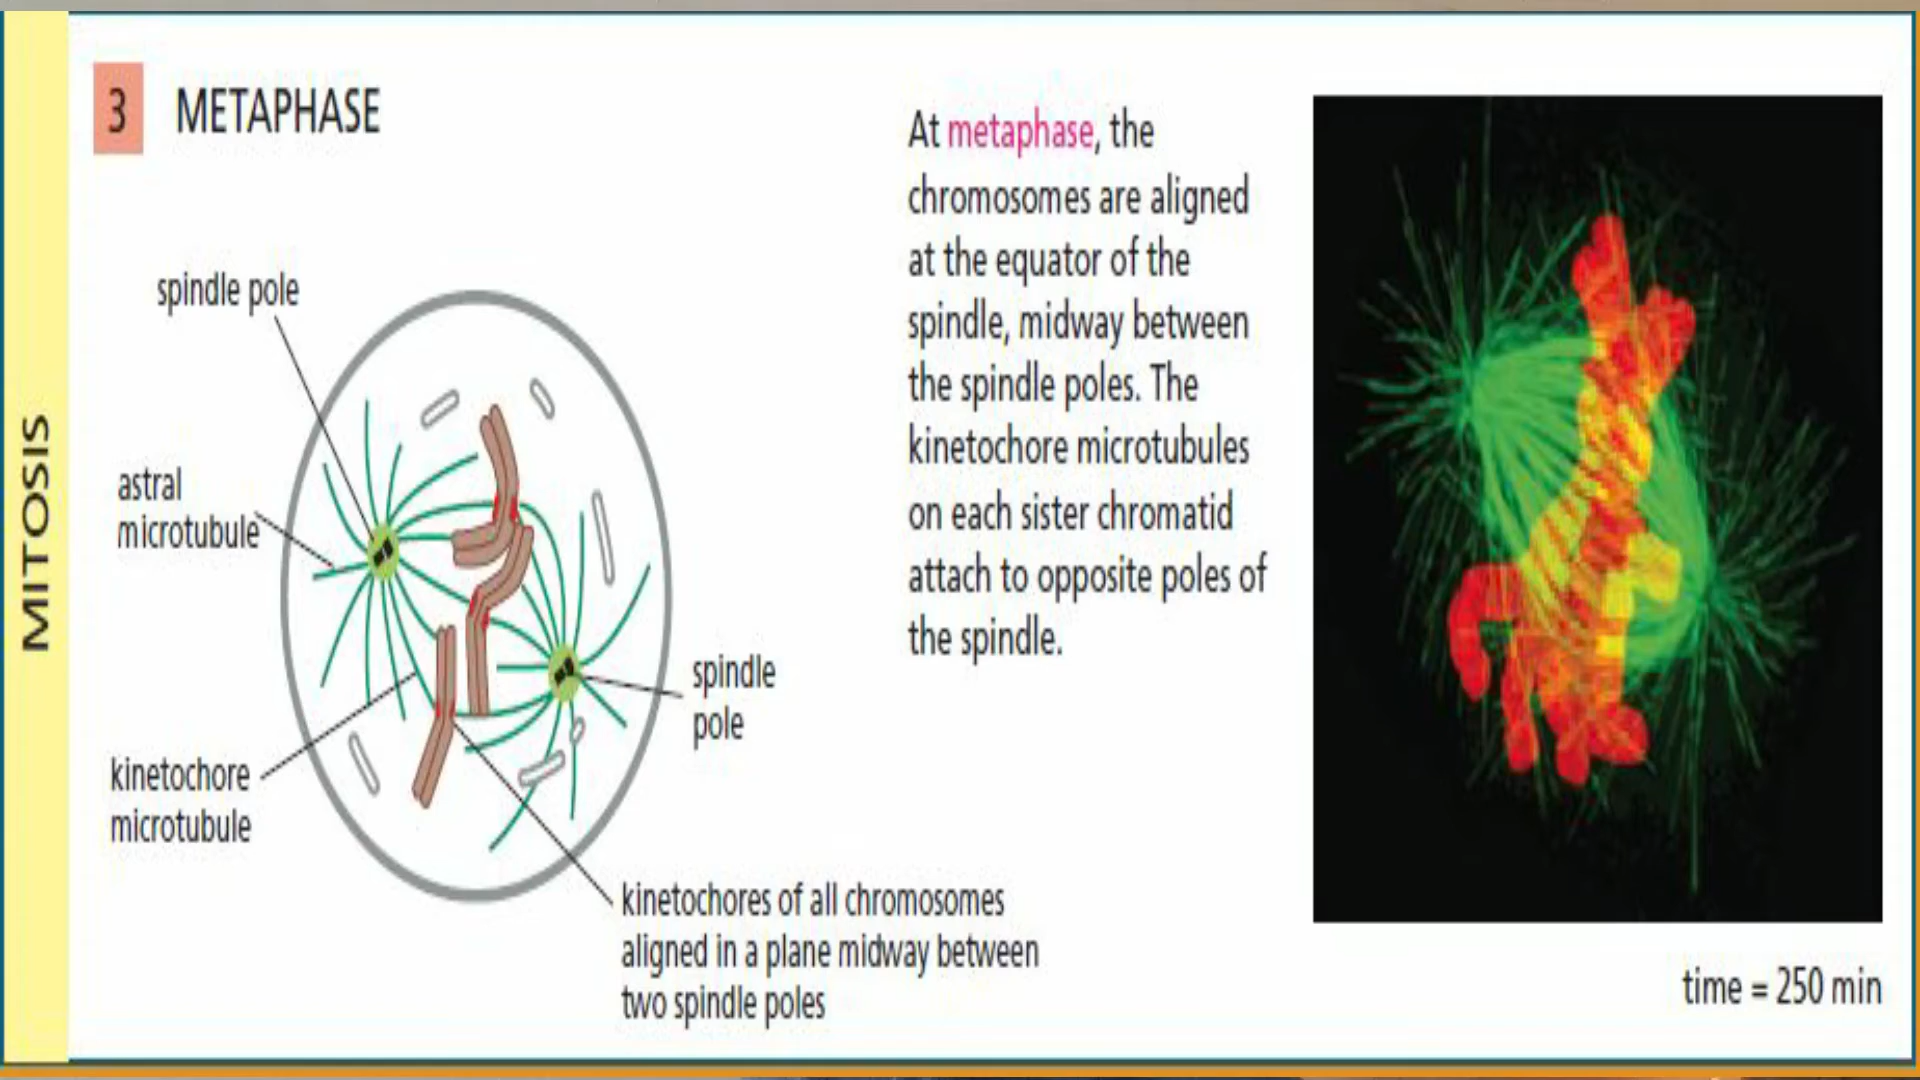 MITOSIS
3 METAPHASE
spindle pole
astral
microtubule
kinetochore
microtubule
spindle
pole
kinetochores of all chromosomes
aligned in a plane midway between
two spindle poles
At metaphase, the
chromosomes are aligned
at the equator of the
spindle, midway between
the spindle poles. The
kinetochore microtubules
on each sister chromatid
attach to opposite poles of
the spindle.
time = 250 min